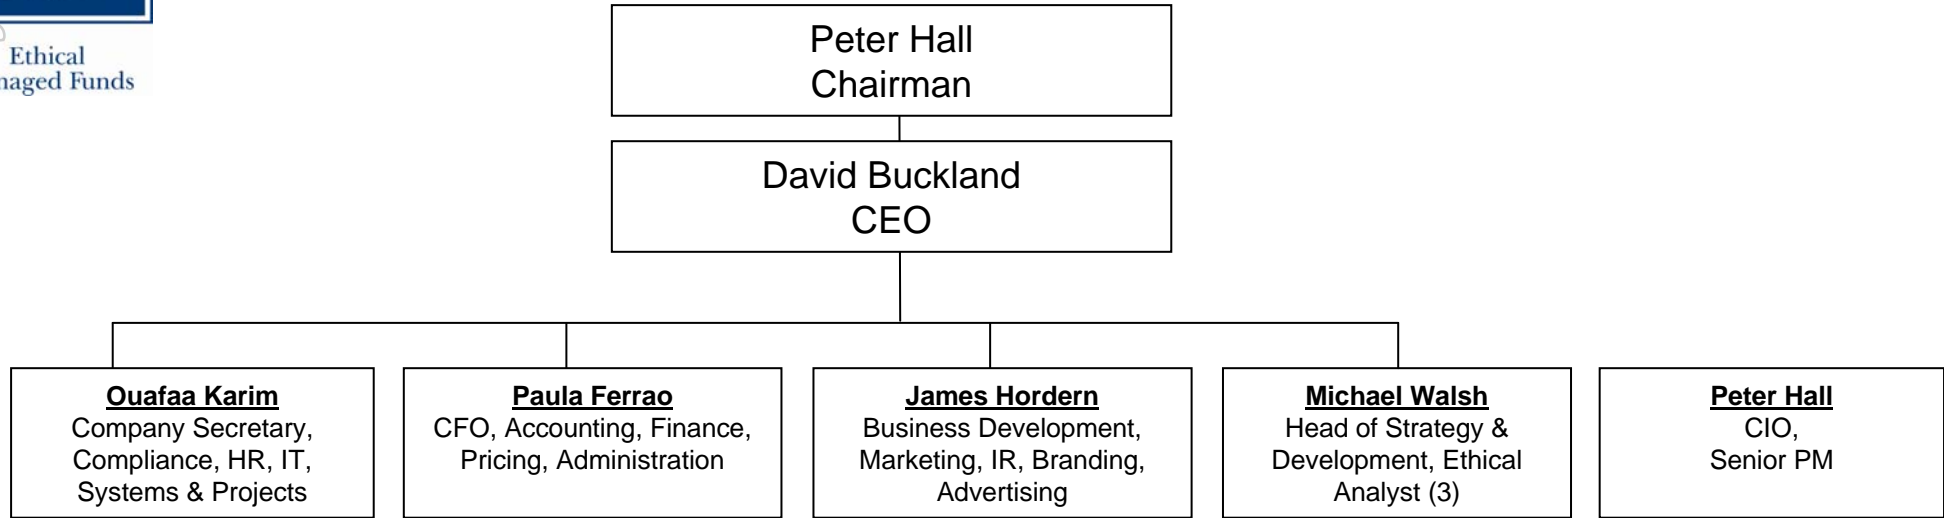 Ethical
Funds
Peter Hall
Chairman
David Buckland
CEO
Ouafaa Karim
Company Secretary,
Compliance, HR, IT,
Systems & Projects
Paula Ferrao
CFO, Accounting, Finance,
Pricing, Administration
James Hordern
Business Development,
Marketing, IR, Branding,
Advertising
Michael Walsh
Head of Strategy &
Development, Ethical
Analyst (3)
Peter Hall
CIO,
Senior PM